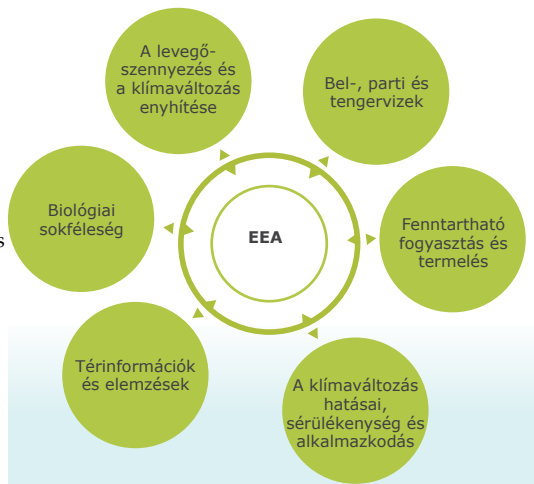 A levegő-
szennyezés és
a klímaváltozás
enyhítése
Bel-, parti és
tengervizek
Biológiai
sokféleség
s
EEA
Fenntartható
fogyasztás és
termelés
Térinformációk
és elemzések
A klímaváltozás
hatásai,
sérülékenység és
alkalmazkodás